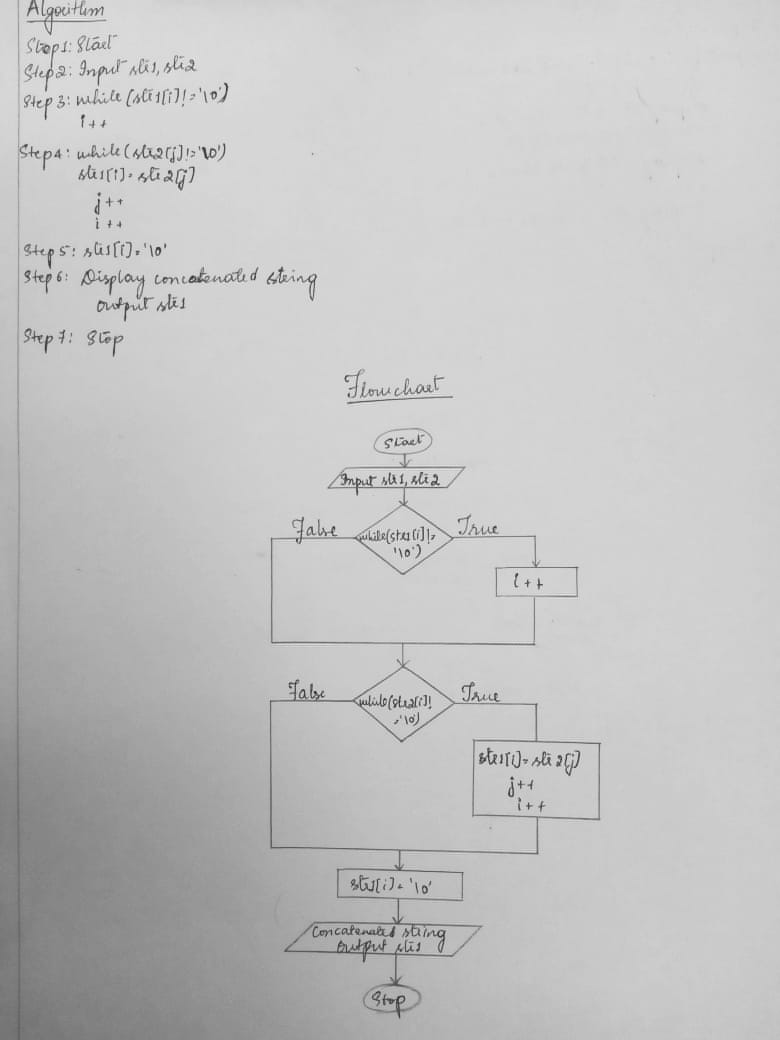 Algorithm
Step1: Start
Step2: Input str1, str2
Step 3: while (str1[i]!='\0')
i++
Step4: while(str2[j]!='\0')
str1[i]=str2[j]
j++
i++
Step 5: str1[i]='\0'
Step 6: Display concatenated string
output str1
Step 7: Stop
Flowchart
Start
Input str1, str2
False
while(str1[i]!=
'\0')
True
i++
False
while(str2[i]!
='\0')
True
str1[i]=str2[j]
j++
i++
str1[i]='\0'
Concatenated string
output str1
Stop